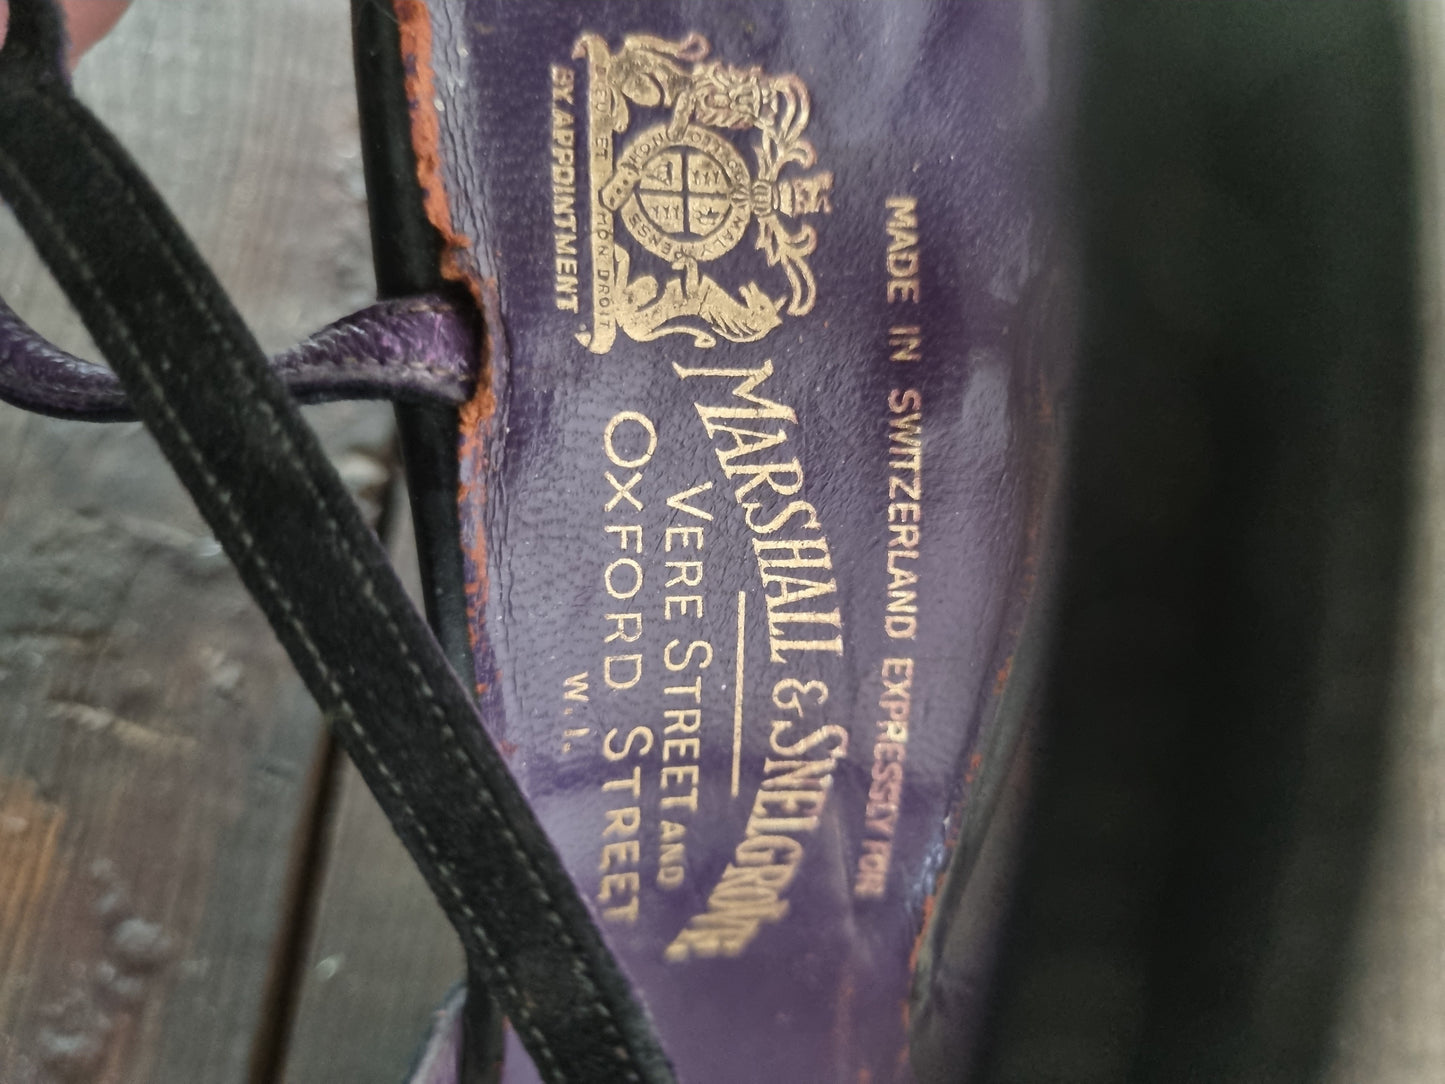 MADE IN SWITZERLAND EXPRESSLY FOR
MARSHALL & SNELGROVE
VERE STREET AND
OXFORD STREET
W.1.
DIEU ET MON DROIT
BY APPOINTMENT